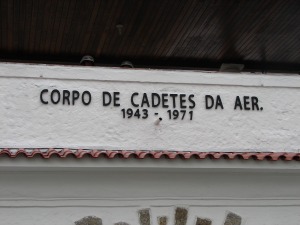 CORPO DE CADETES DA AER.
1943 - 1971